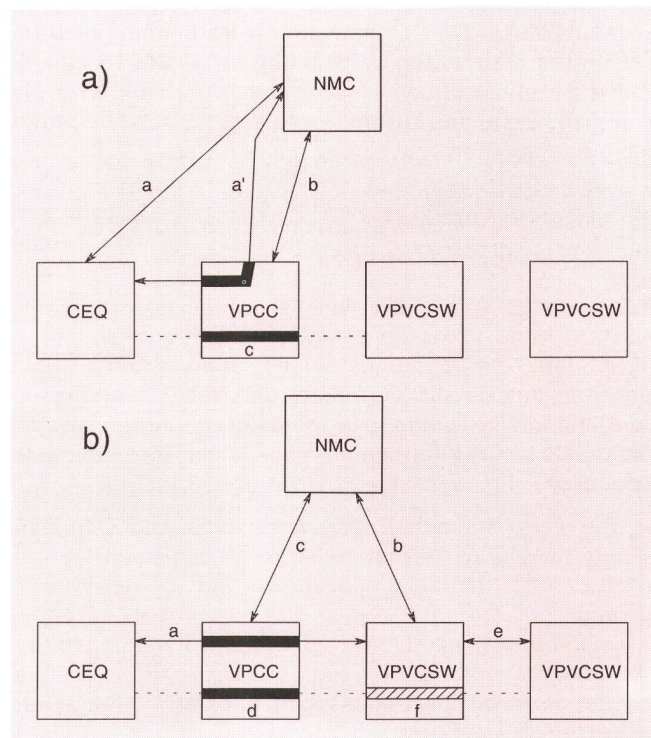 a)
NMC
a
a'
b
CEQ
VPCC
VPVCSW
VPVCSW
c
b)
NMC
c
b
a
e
CEQ
VPCC
VPVCSW
VPVCSW
d
f